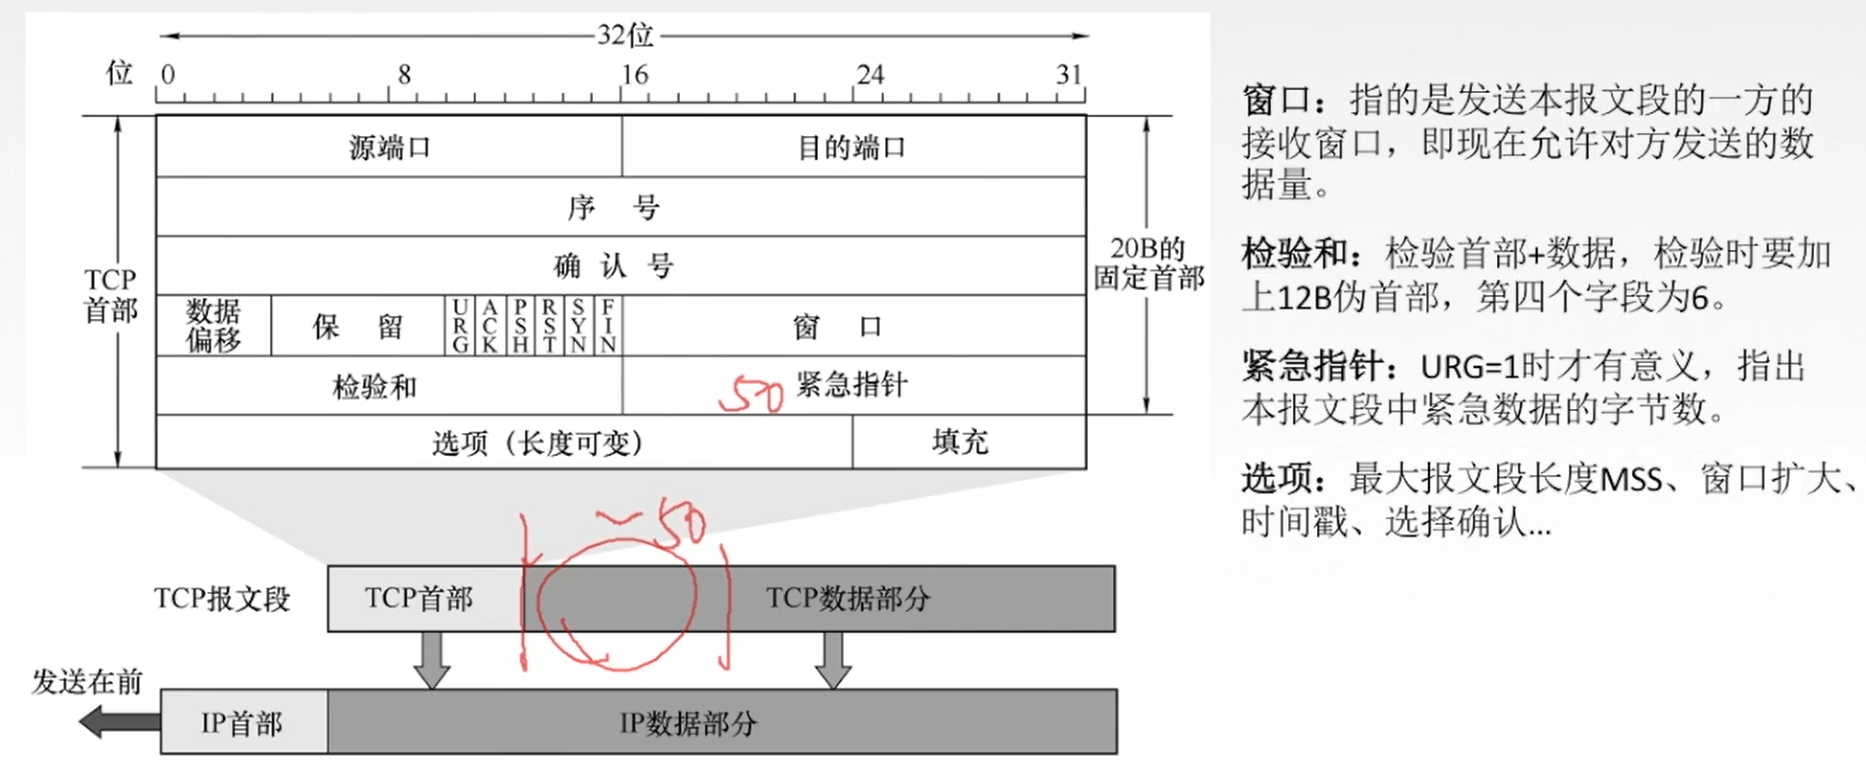 32位
位 0 8 16 24 31
源端口 目的端口
序 号
确 认 号
TCP
首部
20B的
固定首部
数据
偏移
保 留
URG
ACK
PSH
RST
SYN
FIN
窗 口
检验和
50
紧急指针
选项（长度可变）
填充
~50
TCP报文段
TCP首部
TCP数据部分
发送在前
IP首部
IP数据部分
窗口：指的是发送本报文段的一方的
接收窗口，即现在允许对方发送的数
据量。
检验和：检验首部+数据，检验时要加
上12B伪首部，第四个字段为6。
紧急指针：URG=1时才有意义，指出
本报文段中紧急数据的字节数。
选项：最大报文段长度MSS、窗口扩大、
时间戳、选择确认...